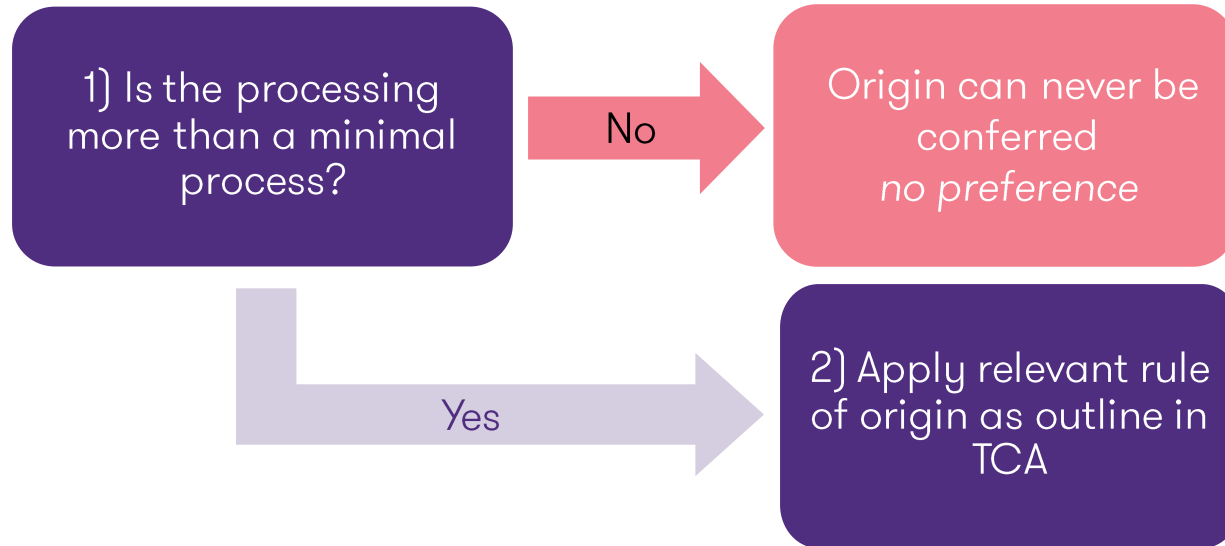 1) Is the processing
more than a minimal
process?
No
Origin can never be
conferred
no preference
Yes
2) Apply relevant rule
of origin as outline in
TCA